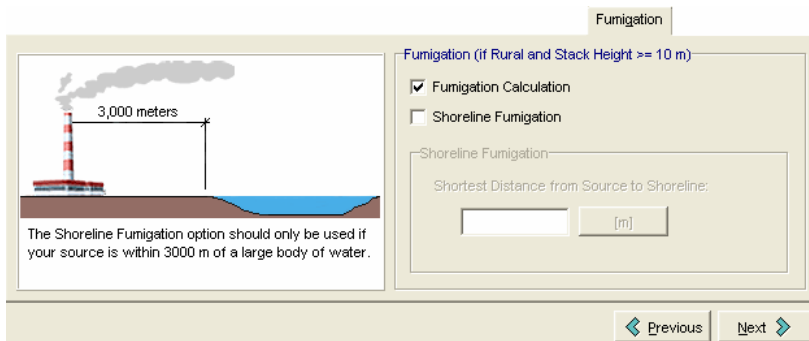 Fumigation
3,000 meters
The Shoreline Fumigation option should only be used if
your source is within 3000 m of a large body of water.
Fumigation (if Rural and Stack Height >= 10 m)
Fumigation Calculation
Shoreline Fumigation
Shoreline Fumigation
Shortest Distance from Source to Shoreline:
[m]
Previous
Next